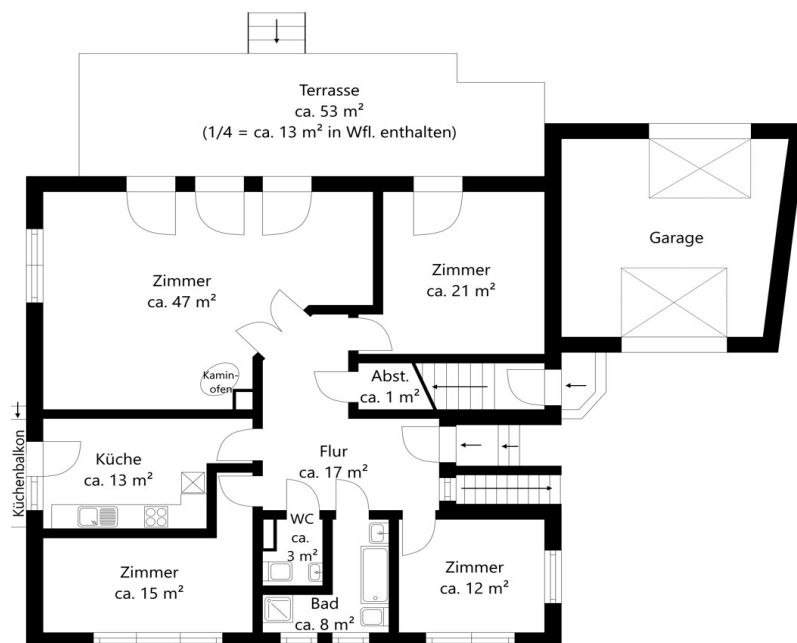 Terrasse
ca. 53 m²
(1/4 = ca. 13 m² in Wfl. enthalten)
Garage
Zimmer
ca. 47 m²
Zimmer
ca. 21 m²
Kamin-
ofen
Abst.
ca. 1 m²
Küchenbalkon
Küche
ca. 13 m²
Flur
ca. 17 m²
WC
ca.
3 m²
Zimmer
ca. 15 m²
Bad
ca. 8 m²
Zimmer
ca. 12 m²